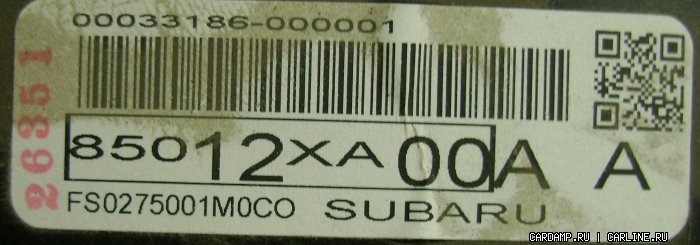 00033186-000001
26351
85012XA00A A
FS0275001M0CO SUBARU
CARDAMP.RU | CARLINE.RU